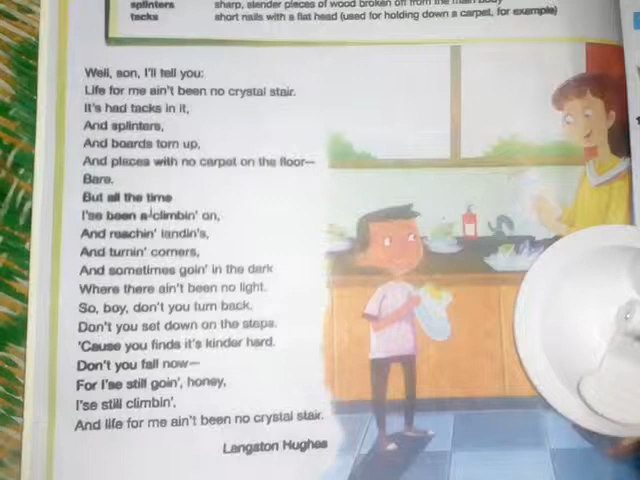 splinters sharp, slender pieces of wood broken off from the main body
tacks short nails with a flat head (used for holding down a carpet, for example)
Well, son, I'll tell you:
Life for me ain't been no crystal stair.
It's had tacks in it,
And splinters,
And boards torn up,
And places with no carpet on the floor—
Bare.
But all the time
I'se been a-climbin' on,
And reachin' landin's,
And turnin' corners,
And sometimes goin' in the dark
Where there ain't been no light.
So, boy, don't you turn back.
Don't you set down on the steps.
'Cause you finds it's kinder hard.
Don't you fall now—
For I'se still goin', honey,
I'se still climbin',
And life for me ain't been no crystal stair.
Langston Hughes